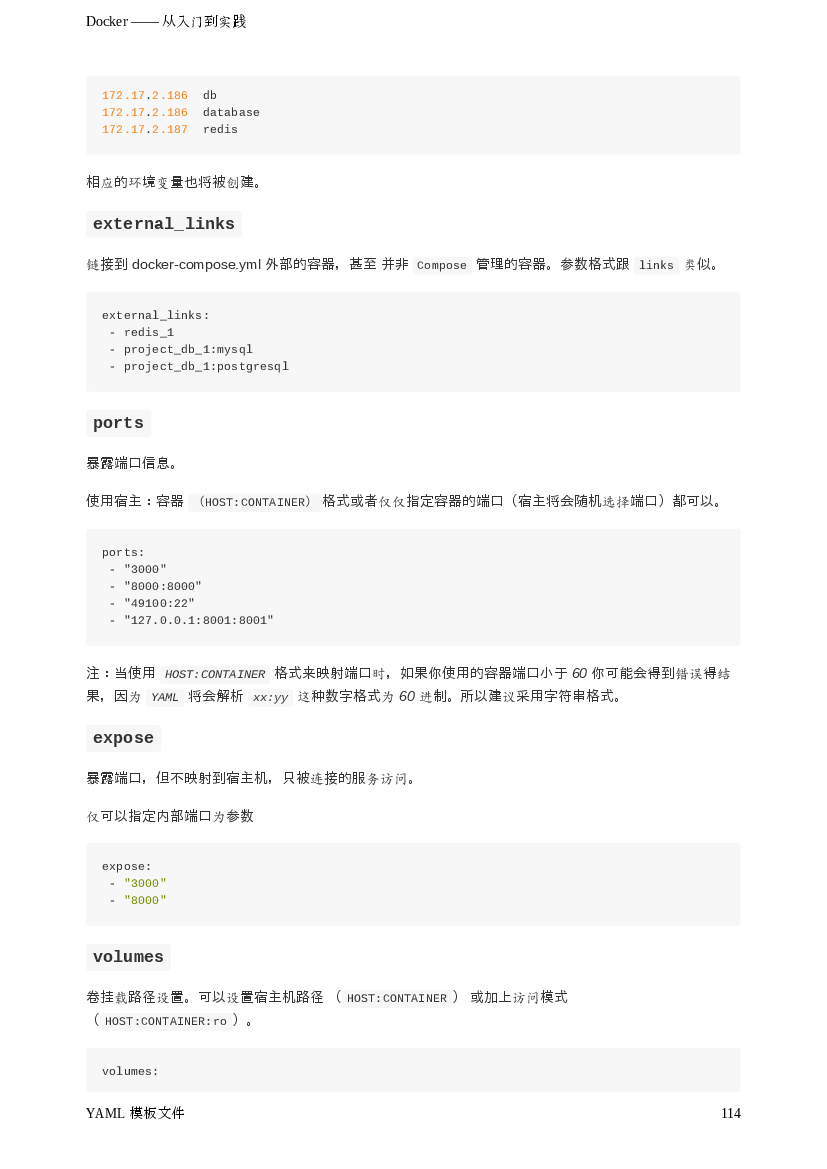 Docker —— 从入门到实践
172.17.2.186  db
172.17.2.186  database
172.17.2.187  redis
相应的环境变量也将被创建。
external_links
链接到 docker-compose.yml 外部的容器，甚至 并非 Compose 管理的容器。参数格式跟 links 类似。
external_links:
 - redis_1
 - project_db_1:mysql
 - project_db_1:postgresql
ports
暴露端口信息。
使用宿主：容器 （HOST:CONTAINER） 格式或者仅仅指定容器的端口（宿主将会随机选择端口）都可以。
ports:
 - "3000"
 - "8000:8000"
 - "49100:22"
 - "127.0.0.1:8001:8001"
注：当使用 HOST:CONTAINER 格式来映射端口时，如果你使用的容器端口小于 60 你可能会得到错误得结
果，因为 YAML 将会解析 xx:yy 这种数字格式为 60 进制。所以建议采用字符串格式。
expose
暴露端口，但不映射到宿主机，只被连接的服务访问。
仅可以指定内部端口为参数
expose:
 - "3000"
 - "8000"
volumes
卷挂载路径设置。可以设置宿主机路径 （HOST:CONTAINER） 或加上访问模式
（HOST:CONTAINER:ro）。
volumes:
YAML 模板文件
114